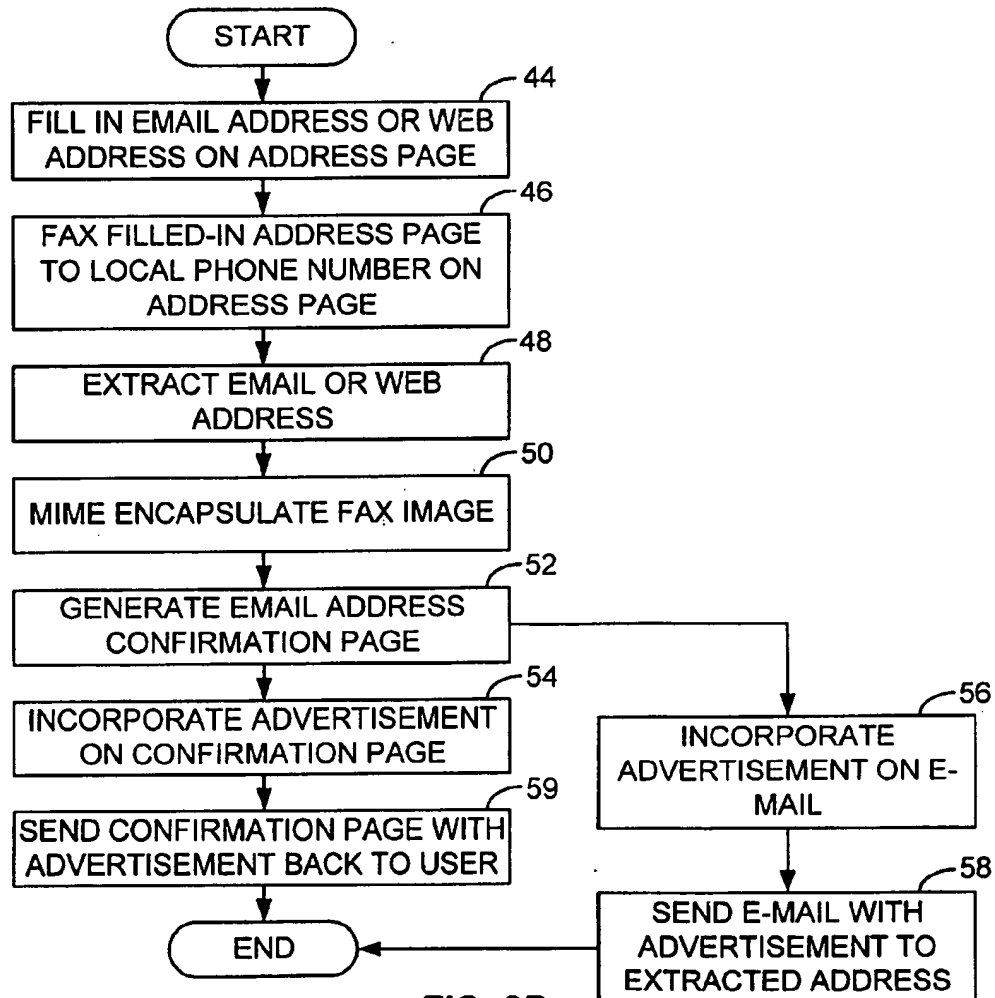 START
44
FILL IN EMAIL ADDRESS OR WEB
ADDRESS ON ADDRESS PAGE
46
FAX FILLED-IN ADDRESS PAGE
TO LOCAL PHONE NUMBER ON
ADDRESS PAGE
48
EXTRACT EMAIL OR WEB
ADDRESS
50
MIME ENCAPSULATE FAX IMAGE
52
GENERATE EMAIL ADDRESS
CONFIRMATION PAGE
54
INCORPORATE ADVERTISEMENT
ON CONFIRMATION PAGE
56
INCORPORATE
ADVERTISEMENT ON E-
MAIL
59
SEND CONFIRMATION PAGE WITH
ADVERTISEMENT BACK TO USER
58
SEND E-MAIL WITH
ADVERTISEMENT TO
EXTRACTED ADDRESS
END